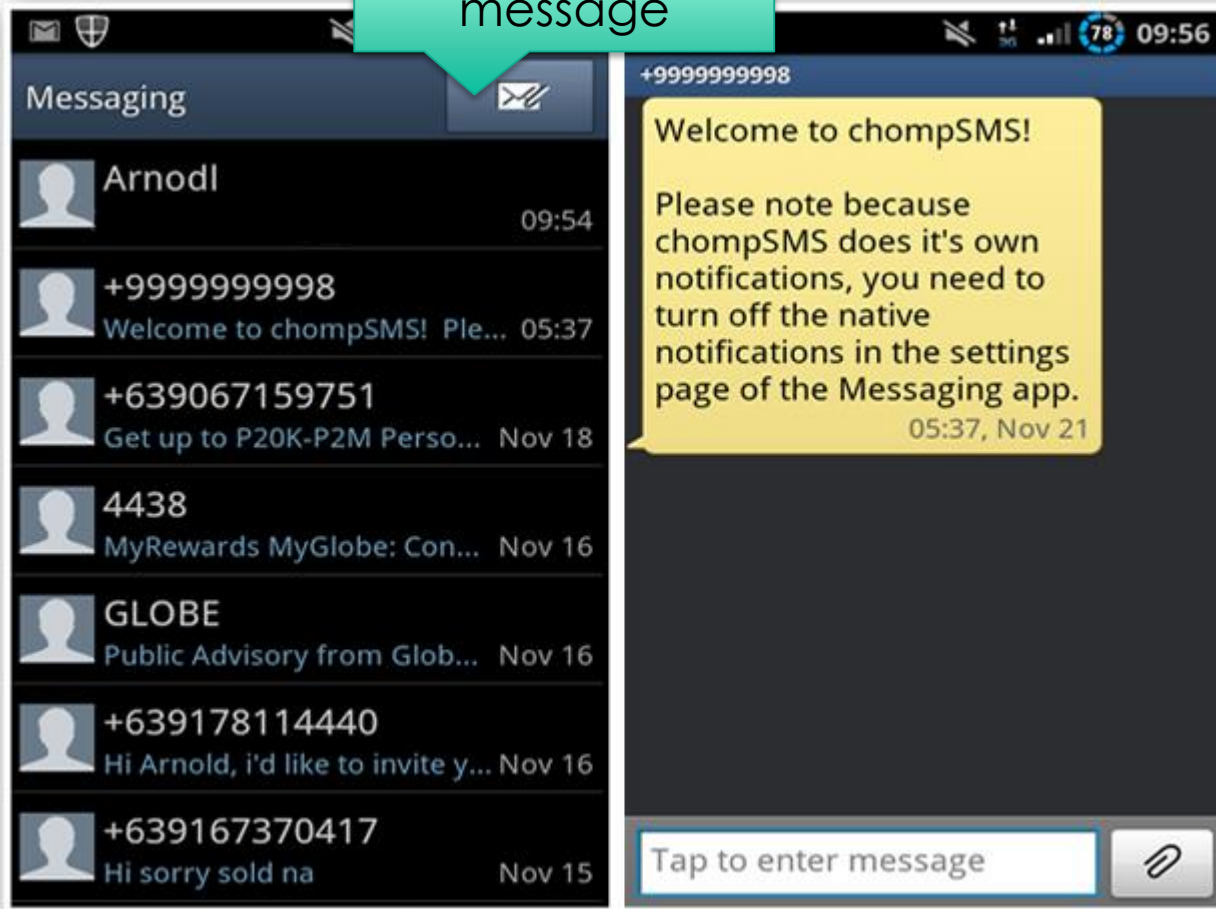 message
Messaging
Arnodl
09:54
+9999999998
Welcome to chompSMS! Ple... 05:37
+639067159751
Get up to P20K-P2M Perso... Nov 18
4438
MyRewards MyGlobe: Con... Nov 16
GLOBE
Public Advisory from Glob... Nov 16
+639178114440
Hi Arnold, i'd like to invite y... Nov 16
+639167370417
Hi sorry sold na Nov 15
3G 78 09:56
+9999999998
Welcome to chompSMS!
Please note because
chompSMS does it's own
notifications, you need to
turn off the native
notifications in the settings
page of the Messaging app.
05:37, Nov 21
Tap to enter message